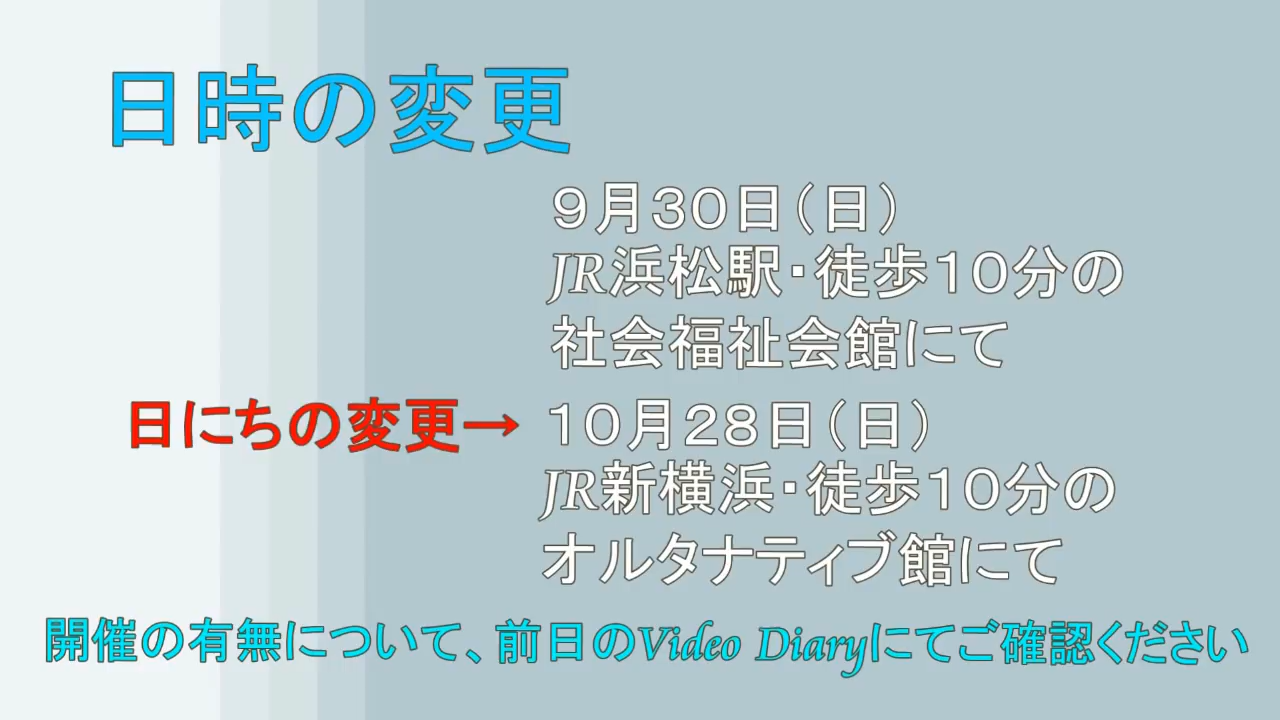 日時の変更
９月３０日（日）
JR浜松駅・徒歩１０分の
社会福祉会館にて
日にちの変更→１０月２８日（日）
JR新横浜・徒歩１０分の
オルタナティブ館にて
開催の有無について、前日のVideo Diaryにてご確認ください